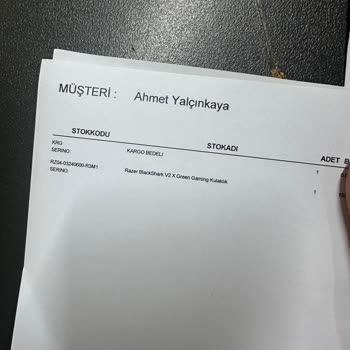 MÜŞTERİ : Ahmet Yalçınkaya
STOKKODU STOKADI ADET B
KRG KARGO BEDELİ 1
SERINO:
RZ04-03240600-R3M1 Razer BlackShark V2 X Green Gaming Kulaklık 1
SERINO: